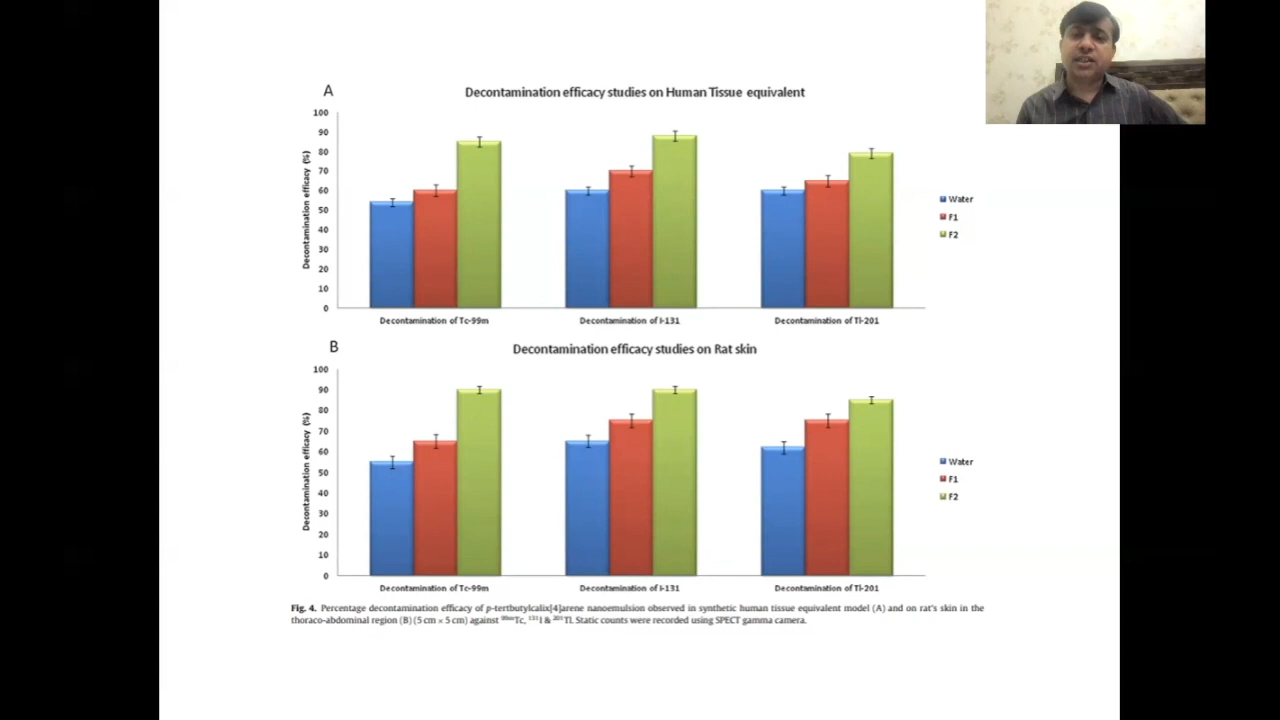 A
Decontamination efficacy studies on Human Tissue equivalent
Decontamination efficacy (%)
100
90
80
70
60
50
40
30
20
10
0
Decontamination of Tc-99m
Decontamination of I-131
Decontamination of Tl-201
Water
F1
F2
B
Decontamination efficacy studies on Rat skin
Decontamination efficacy (%)
100
90
80
70
60
50
40
30
20
10
0
Decontamination of Tc-99m
Decontamination of I-131
Decontamination of Tl-201
Water
F1
F2
Fig. 4. Percentage decontamination efficacy of p-tertbutylcalix[4]arene nanoemulsion observed in synthetic human tissue equivalent model (A) and on rat's skin in the
thoraco-abdominal region (B) (5 cm × 5 cm) against ⁹⁹ᵐTc, ¹³¹I & ²⁰¹Tl. Static counts were recorded using SPECT gamma camera.